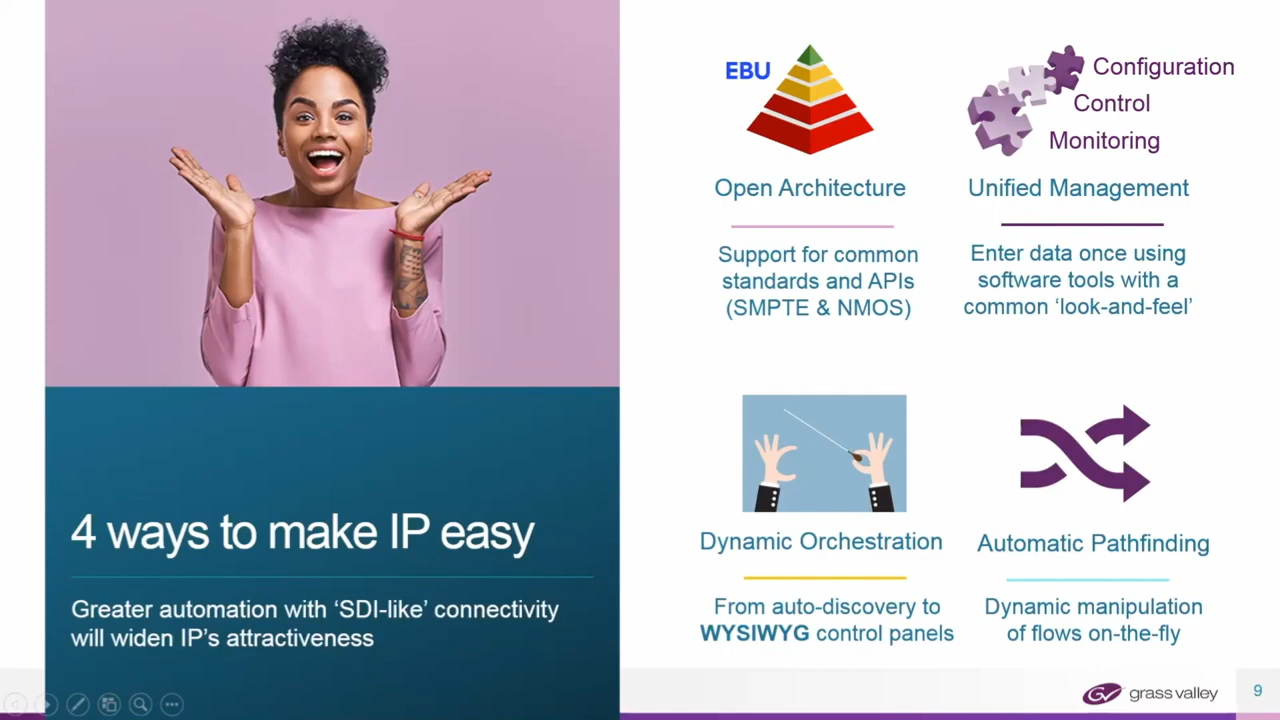 4 ways to make IP easy
Greater automation with ‘SDI-like’ connectivity
will widen IP’s attractiveness
EBU
Open Architecture
Support for common
standards and APIs
(SMPTE & NMOS)
Configuration
Control
Monitoring
Unified Management
Enter data once using
software tools with a
common ‘look-and-feel’
Dynamic Orchestration
From auto-discovery to
WYSIWYG control panels
Automatic Pathfinding
Dynamic manipulation
of flows on-the-fly
GV grass valley
9